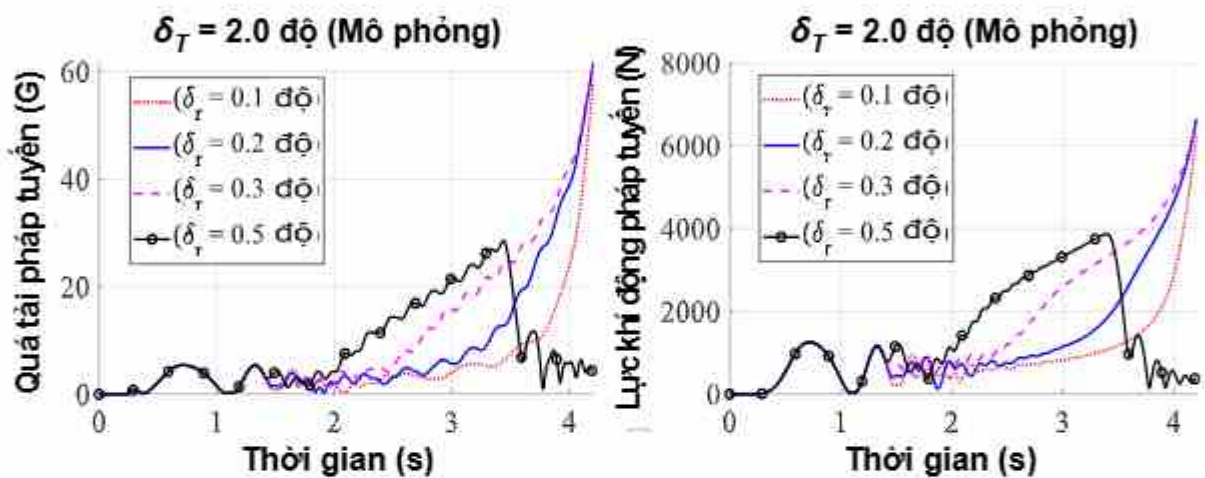 δT = 2.0 độ (Mô phỏng)
Quá tài pháp tuyến (G)
60
40
20
0
(δr = 0.1 độ
(δr = 0.2 độ
(δr = 0.3 độ
(δr = 0.5 độ
0 1 2 3 4
Thời gian (s)
δT = 2.0 độ (Mô phỏng)
Lực khí động pháp tuyến (N)
8000
6000
4000
2000
0
(δr = 0.1 độ
(δr = 0.2 độ
(δr = 0.3 độ
(δr = 0.5 độ
0 1 2 3 4
Thời gian (s)